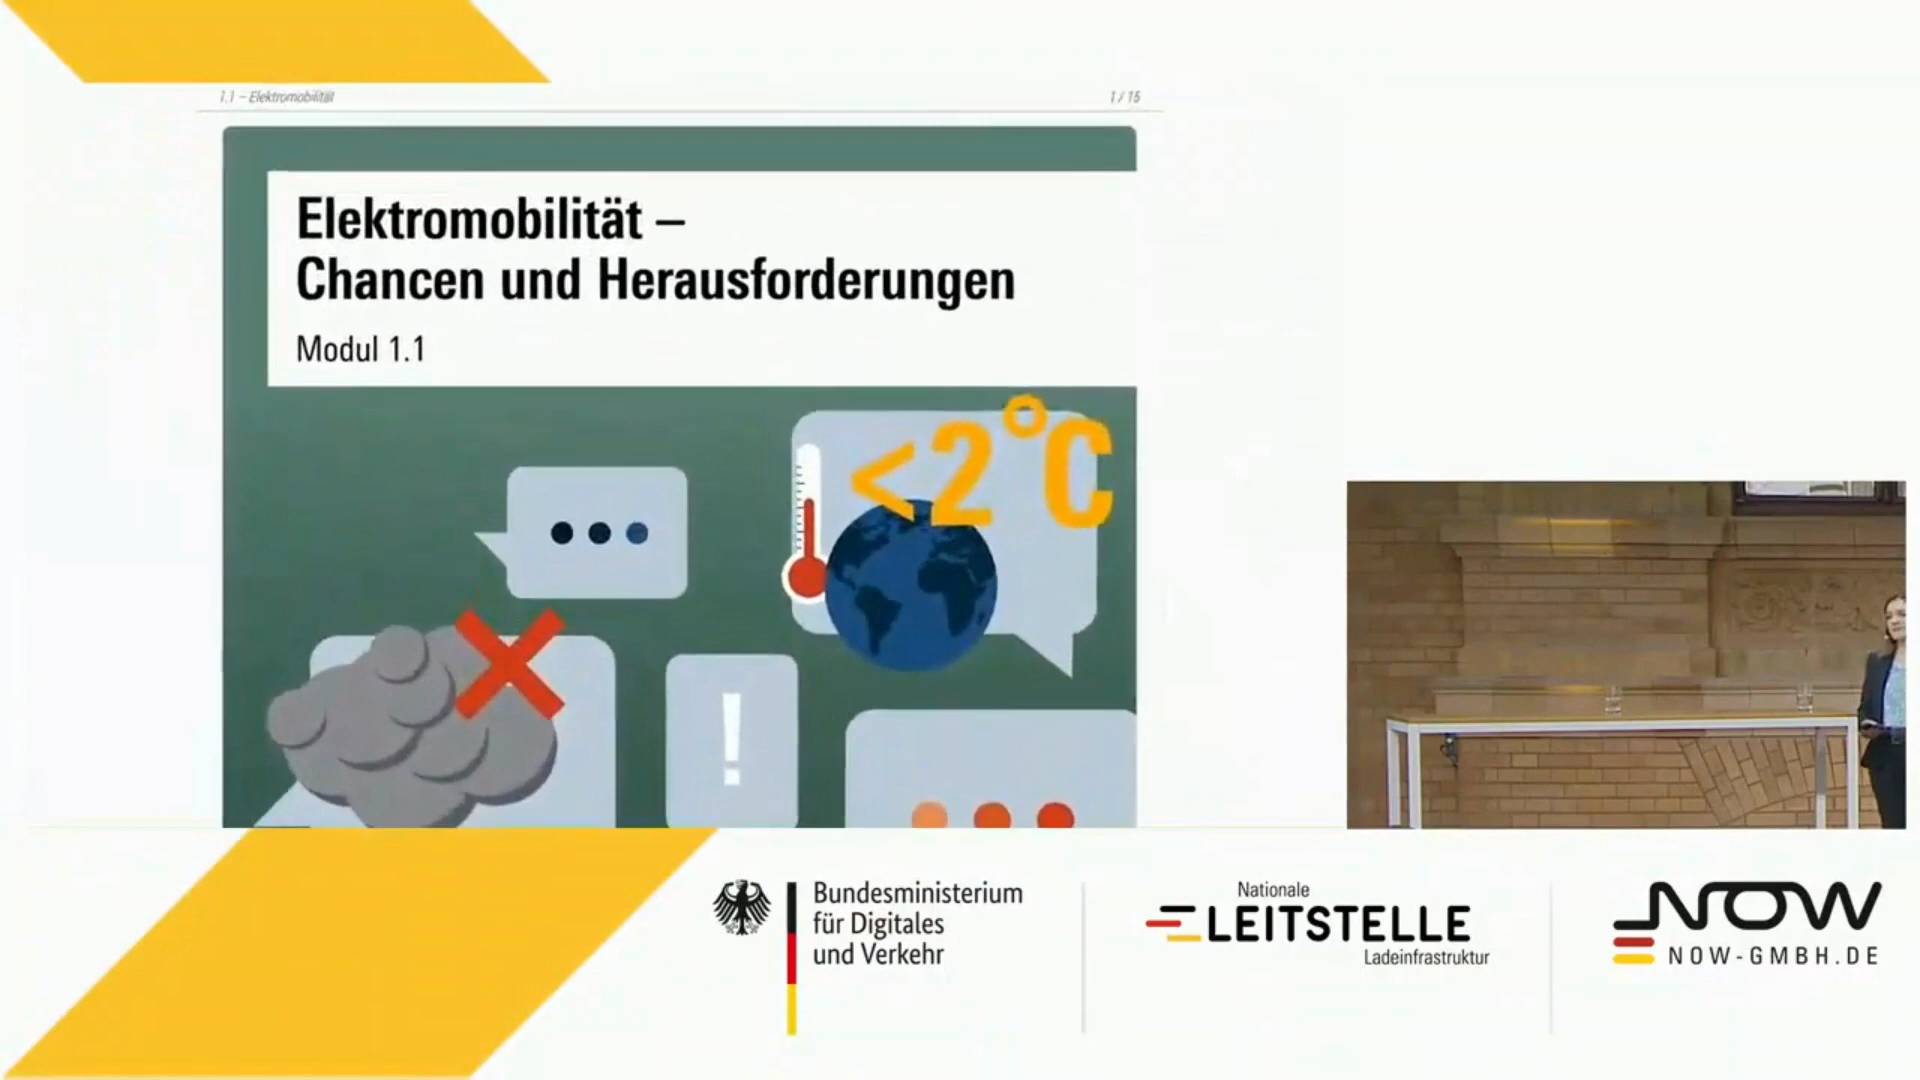 1.1 – Elektromobilität
1 / 15
Elektromobilität –
Chancen und Herausforderungen
Modul 1.1
<2°C
!
Bundesministerium
für Digitales
und Verkehr
Nationale
LEITSTELLE
Ladeinfrastruktur
NOW
NOW-GMBH.DE